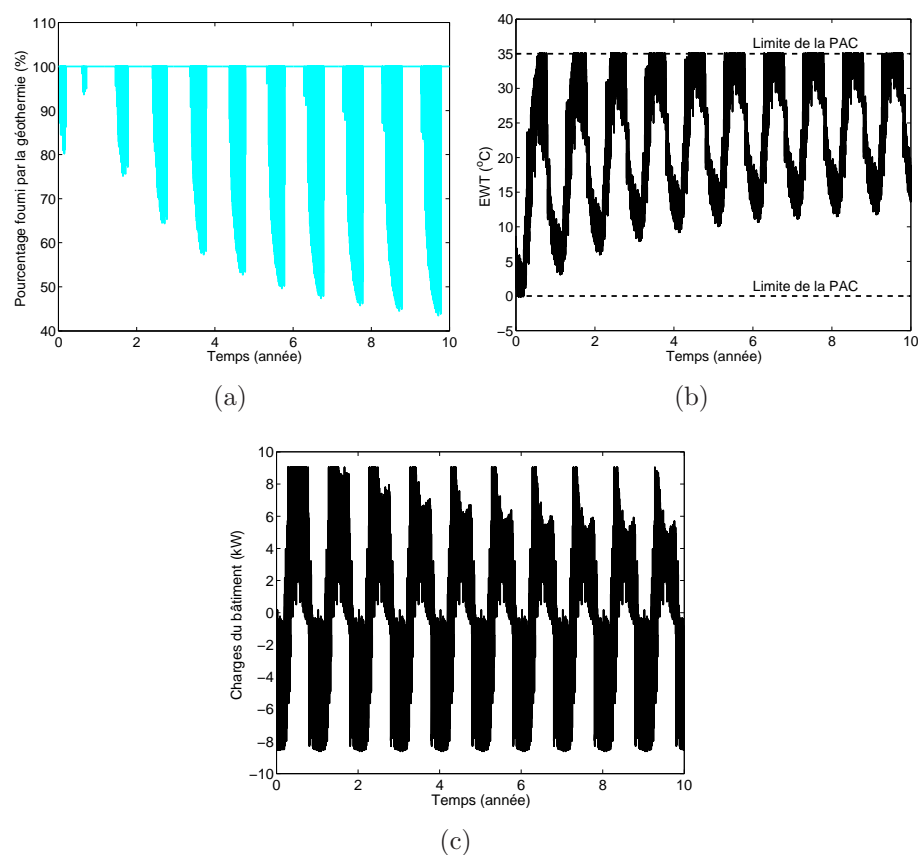 110
100
90
80
70
60
50
40
Pourcentage fourni par la géothermie (%)
0 2 4 6 8 10
Temps (année)
(a)
40
35
30
25
20
15
10
5
0
−5
EWT (°C)
Limite de la PAC
Limite de la PAC
0 2 4 6 8 10
Temps (année)
(b)
10
8
6
4
2
0
−2
−4
−6
−8
−10
Charges du bâtiment (kW)
0 2 4 6 8 10
Temps (année)
(c)